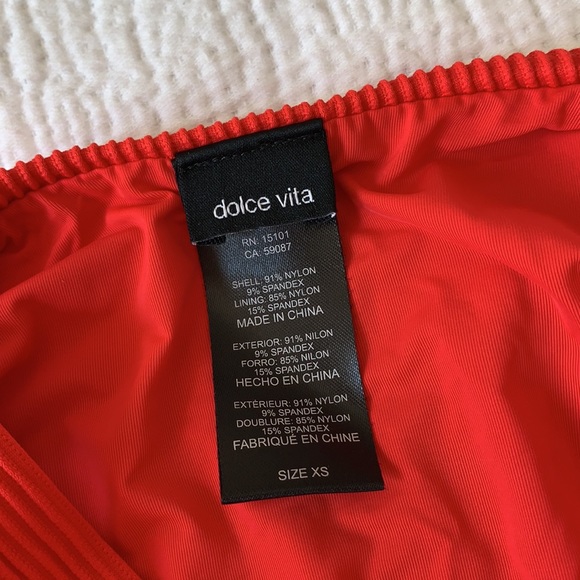 dolce vita
RN: 15101
CA: 59087
SHELL: 91% NYLON
9% SPANDEX
LINING: 85% NYLON
15% SPANDEX
MADE IN CHINA
EXTERIOR: 91% NILON
9% SPANDEX
FORRO: 85% NILON
15% SPANDEX
HECHO EN CHINA
EXTÉRIEUR: 91% NYLON
9% SPANDEX
DOUBLURE: 85% NYLON
15% SPANDEX
FABRIQUÉ EN CHINE
SIZE XS